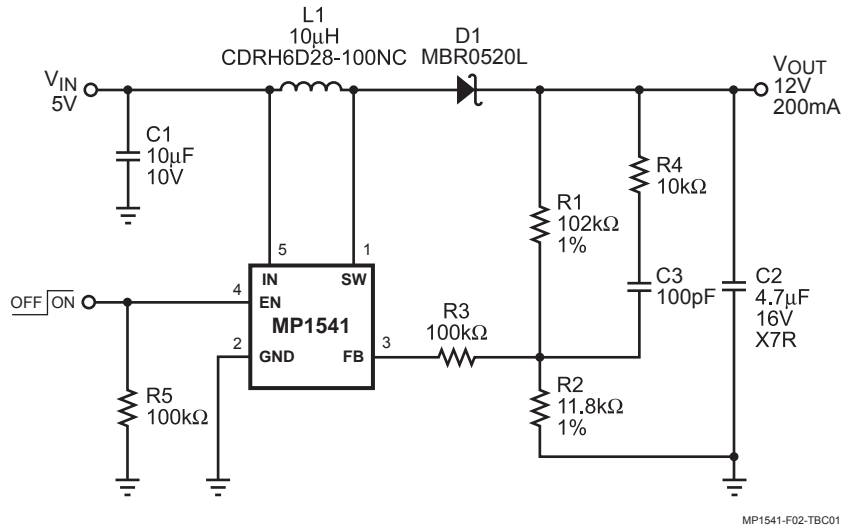 L1
10µH
CDRH6D28-100NC
D1
MBR0520L
VIN
5V
VOUT
12V
200mA
C1
10µF
10V
R4
10kΩ
R1
102kΩ
1%
5
1
IN
SW
C3
100pF
C2
4.7µF
16V
X7R
OFF ON
4
EN
MP1541
R3
100kΩ
2
GND
FB
3
R5
100kΩ
R2
11.8kΩ
1%
MP1541-F02-TBC01